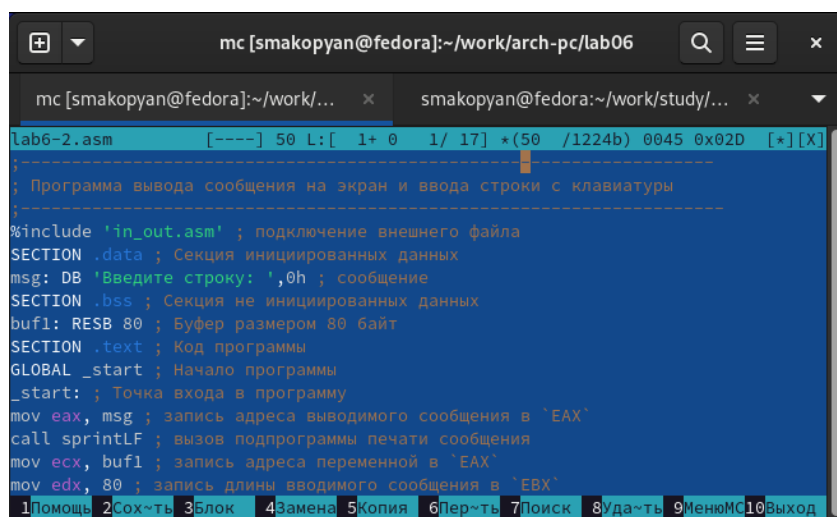 mc [smakopyan@fedora]:~/work/arch-pc/lab06
mc [smakopyan@fedora]:~/work/... × smakopyan@fedora:~/work/study/... ×
lab6-2.asm [----] 50 L:[ 1+ 0 1/ 17] *(50 /1224b) 0045 0x02D [*][X]
;--------------------------------------------------------------------
; Программа вывода сообщения на экран и ввода строки с клавиатуры
;---------------------------------------------------------------------
%include 'in_out.asm' ; подключение внешнего файла
SECTION .data ; Секция инициированных данных
msg: DB 'Введите строку: ',0h ; сообщение
SECTION .bss ; Секция не инициированных данных
buf1: RESB 80 ; Буфер размером 80 байт
SECTION .text ; Код программы
GLOBAL _start ; Начало программы
_start: ; Точка входа в программу
mov eax, msg ; запись адреса выводимого сообщения в `EAX`
call sprintLF ; вызов подпрограммы печати сообщения
mov ecx, buf1 ; запись адреса переменной в `EAX`
mov edx, 80 ; запись длины вводимого сообщения в `EBX`
1Помощь 2Сох~ть 3Блок 4Замена 5Копия 6Пер~ть 7Поиск 8Уда~ть 9МенюMC 10Выход